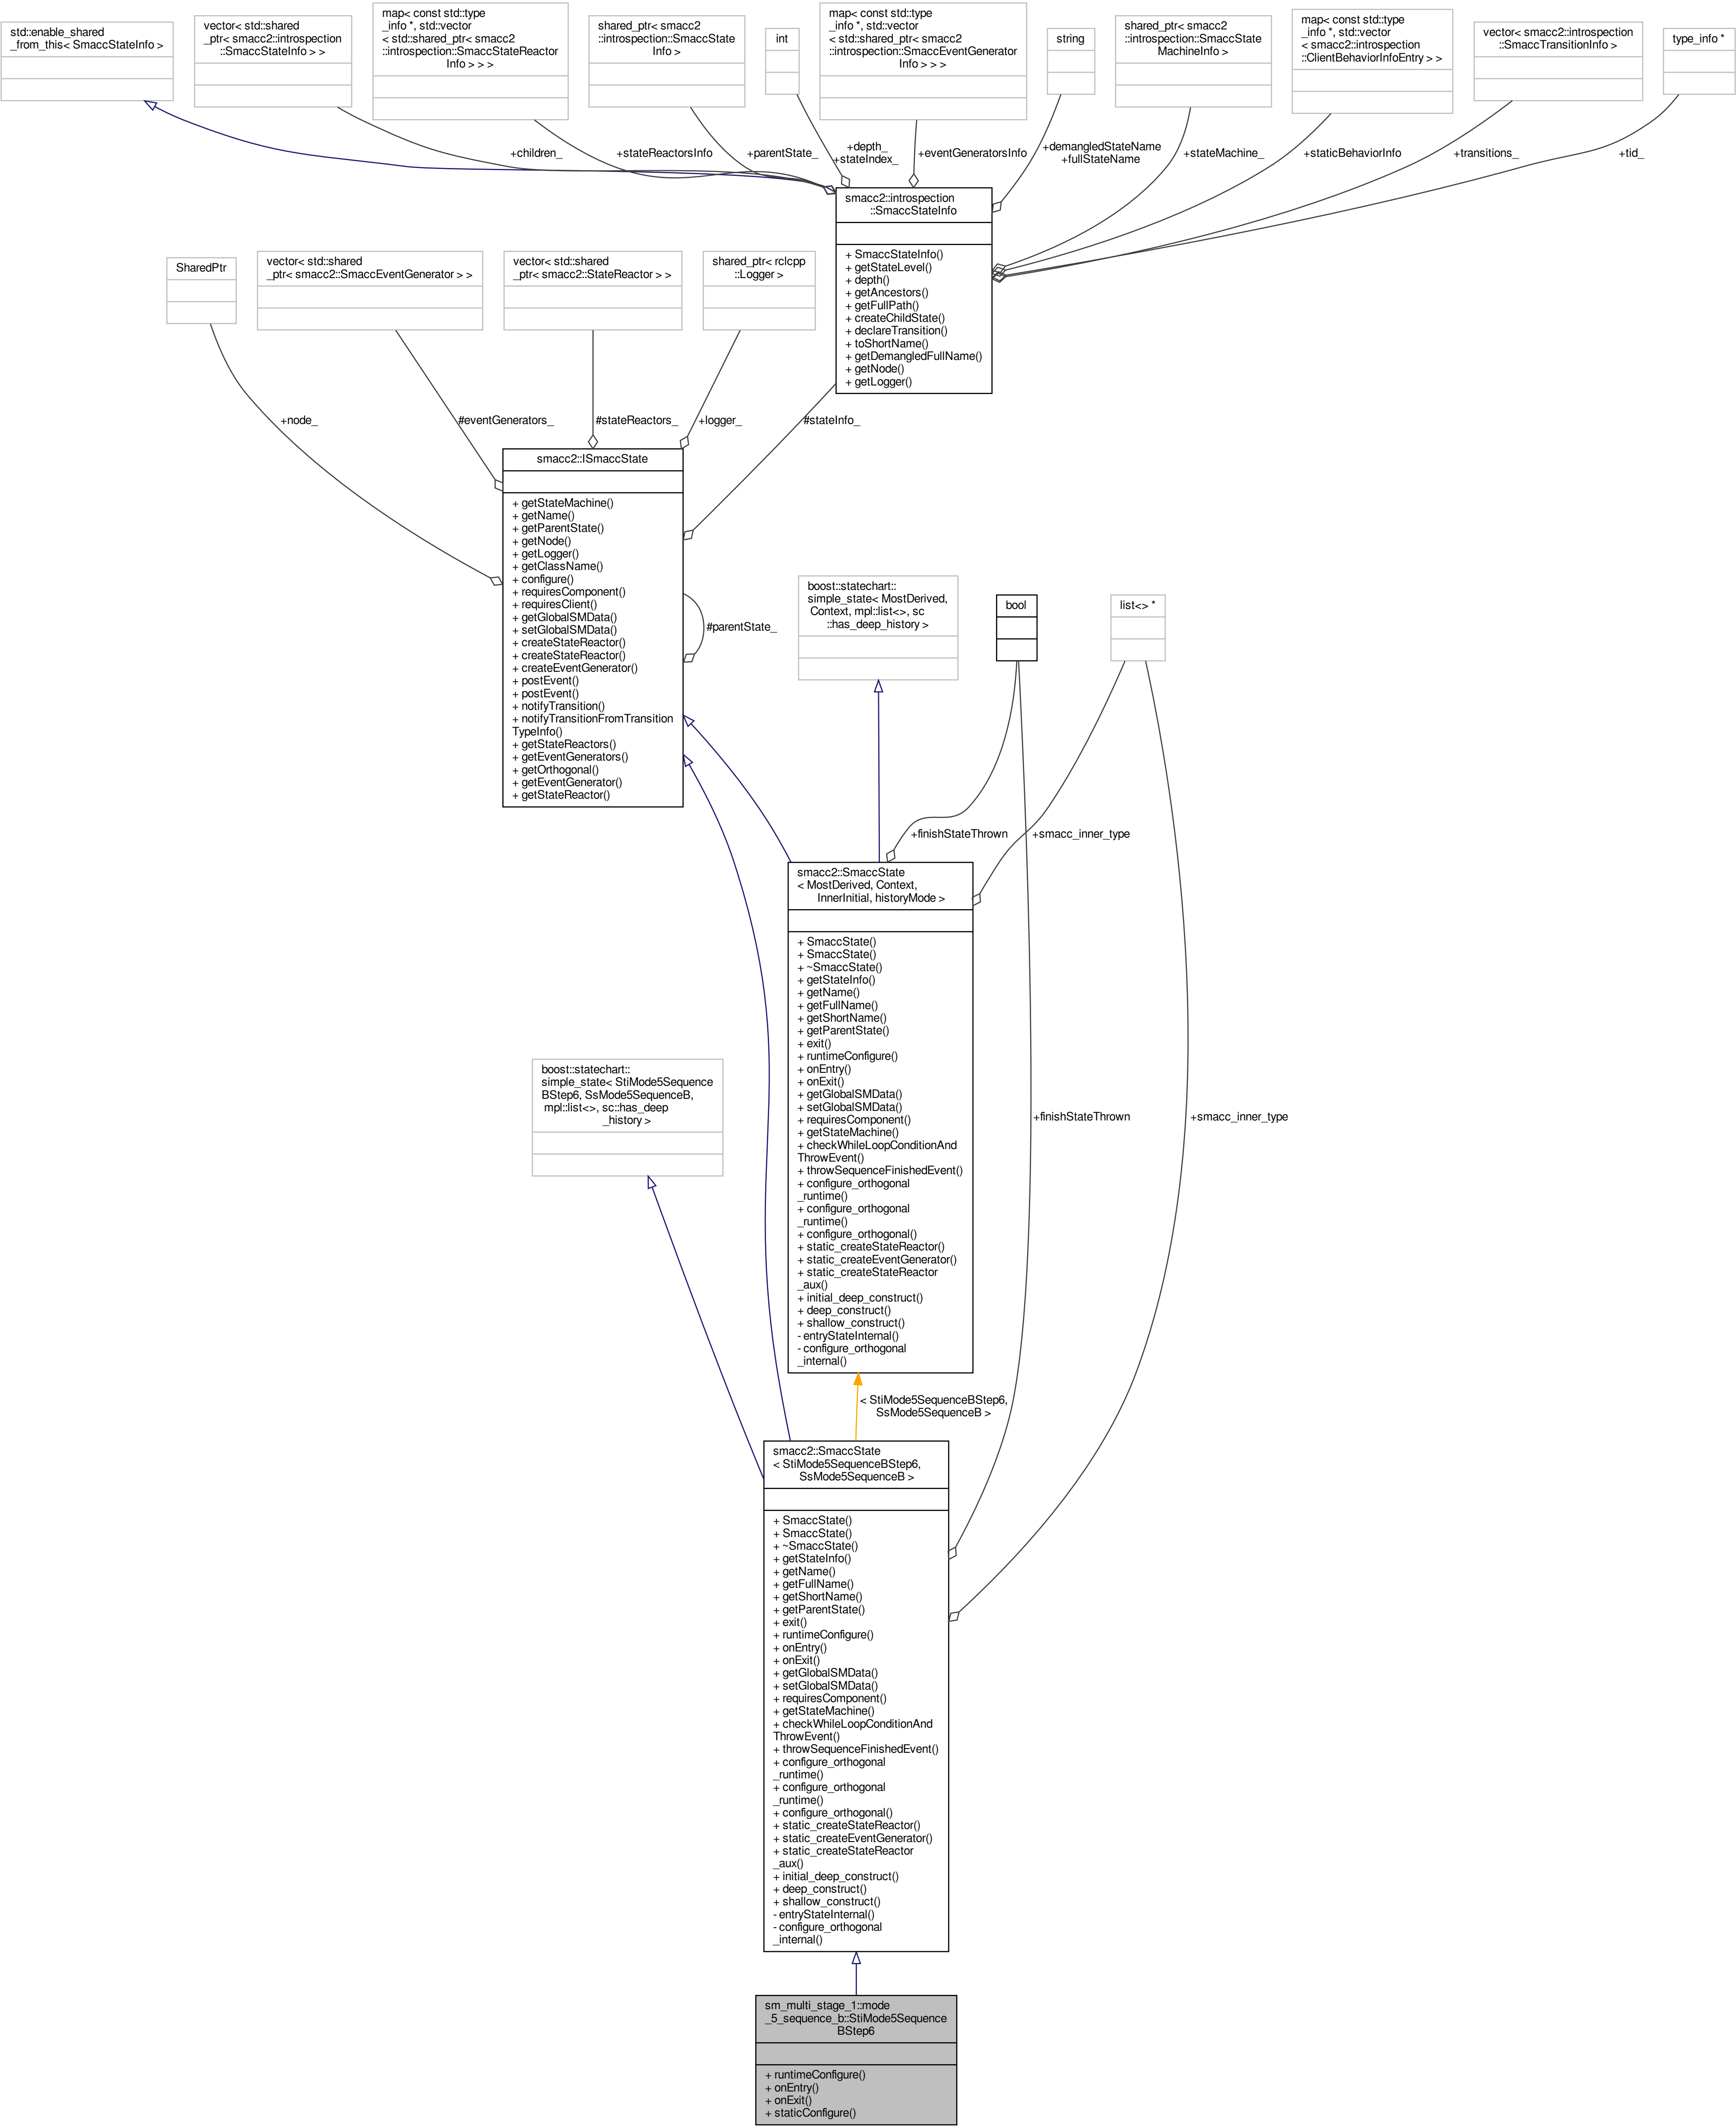 std::enable_shared
_from_this< SmaccStateInfo >
vector< std::shared
_ptr< smacc2::introspection
::SmaccStateInfo > >
map< const std::type
_info *, std::vector
< std::shared_ptr< smacc2
::introspection::SmaccStateReactor
Info > > >
shared_ptr< smacc2
::introspection::SmaccState
Info >
int
map< const std::type
_info *, std::vector
< std::shared_ptr< smacc2
::introspection::SmaccEventGenerator
Info > > >
string
shared_ptr< smacc2
::introspection::SmaccState
MachineInfo >
map< const std::type
_info *, std::vector
< smacc2::introspection
::ClientBehaviorInfoEntry > >
vector< smacc2::introspection
::SmaccTransitionInfo >
type_info *
+children_
+stateReactorsInfo
+parentState_
+depth_
+stateIndex_
+eventGeneratorsInfo
+demangledStateName
+fullStateName
+stateMachine_
+staticBehaviorInfo
+transitions_
+tid_
smacc2::introspection
::SmaccStateInfo
+ SmaccStateInfo()
+ getStateLevel()
+ depth()
+ getAncestors()
+ getFullPath()
+ createChildState()
+ declareTransition()
+ toShortName()
+ getDemangledFullName()
+ getNode()
+ getLogger()
SharedPtr
vector< std::shared
_ptr< smacc2::SmaccEventGenerator > >
vector< std::shared
_ptr< smacc2::StateReactor > >
shared_ptr< rclcpp
::Logger >
+node_
#eventGenerators_
#stateReactors_
+logger_
#stateInfo_
smacc2::ISmaccState
+ getStateMachine()
+ getName()
+ getParentState()
+ getNode()
+ getLogger()
+ getClassName()
+ configure()
+ requiresComponent()
+ requiresClient()
+ getGlobalSMData()
+ setGlobalSMData()
+ createStateReactor()
+ createStateReactor()
+ createEventGenerator()
+ postEvent()
+ postEvent()
+ notifyTransition()
+ notifyTransitionFromTransition
TypeInfo()
+ getStateReactors()
+ getEventGenerators()
+ getOrthogonal()
+ getEventGenerator()
+ getStateReactor()
#parentState_
boost::statechart::
simple_state< MostDerived,
Context, mpl::list<>, sc
::has_deep_history >
bool
list<> *
+finishStateThrown
+smacc_inner_type
smacc2::SmaccState
< MostDerived, Context,
InnerInitial, historyMode >
+ SmaccState()
+ SmaccState()
+ ~SmaccState()
+ getStateInfo()
+ getName()
+ getFullName()
+ getShortName()
+ getParentState()
+ exit()
+ runtimeConfigure()
+ onEntry()
+ onExit()
+ getGlobalSMData()
+ setGlobalSMData()
+ requiresComponent()
+ getStateMachine()
+ checkWhileLoopConditionAnd
ThrowEvent()
+ throwSequenceFinishedEvent()
+ configure_orthogonal
_runtime()
+ configure_orthogonal
_runtime()
+ configure_orthogonal()
+ static_createStateReactor()
+ static_createEventGenerator()
+ static_createStateReactor
_aux()
+ initial_deep_construct()
+ deep_construct()
+ shallow_construct()
- entryStateInternal()
- configure_orthogonal
_internal()
boost::statechart::
simple_state< StiMode5Sequence
BStep6, SsMode5SequenceB,
mpl::list<>, sc::has_deep
_history >
+finishStateThrown
+smacc_inner_type
< StiMode5SequenceBStep6,
SsMode5SequenceB >
smacc2::SmaccState
< StiMode5SequenceBStep6,
SsMode5SequenceB >
+ SmaccState()
+ SmaccState()
+ ~SmaccState()
+ getStateInfo()
+ getName()
+ getFullName()
+ getShortName()
+ getParentState()
+ exit()
+ runtimeConfigure()
+ onEntry()
+ onExit()
+ getGlobalSMData()
+ setGlobalSMData()
+ requiresComponent()
+ getStateMachine()
+ checkWhileLoopConditionAnd
ThrowEvent()
+ throwSequenceFinishedEvent()
+ configure_orthogonal
_runtime()
+ configure_orthogonal
_runtime()
+ configure_orthogonal()
+ static_createStateReactor()
+ static_createEventGenerator()
+ static_createStateReactor
_aux()
+ initial_deep_construct()
+ deep_construct()
+ shallow_construct()
- entryStateInternal()
- configure_orthogonal
_internal()
sm_multi_stage_1::mode
_5_sequence_b::StiMode5Sequence
BStep6
+ runtimeConfigure()
+ onEntry()
+ onExit()
+ staticConfigure()